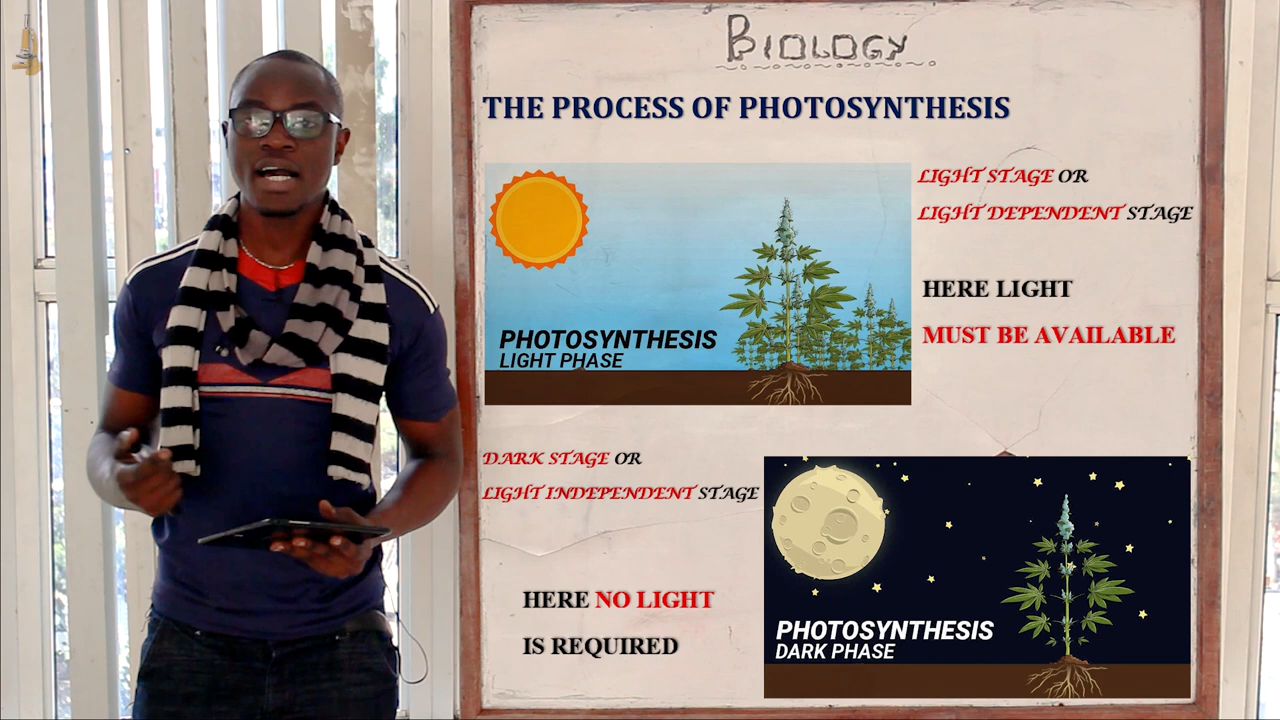 BIOLOGY
THE PROCESS OF PHOTOSYNTHESIS
LIGHT STAGE OR
LIGHT DEPENDENT STAGE
HERE LIGHT
MUST BE AVAILABLE
PHOTOSYNTHESIS
LIGHT PHASE
DARK STAGE OR
LIGHT INDEPENDENT STAGE
HERE NO LIGHT
IS REQUIRED
PHOTOSYNTHESIS
DARK PHASE